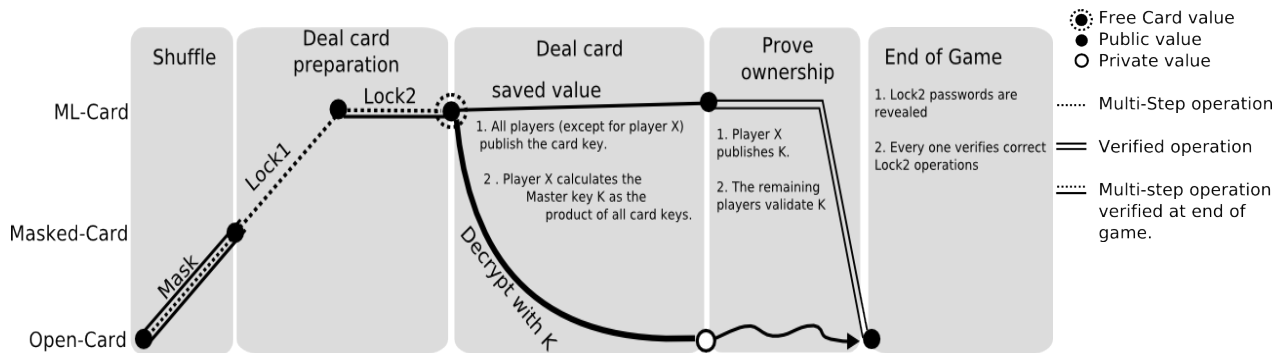 Shuffle
Deal card
preparation
Deal card
Prove
ownership
End of Game
Free Card value
Public value
Private value
Multi-Step operation
Verified operation
Multi-step operation
verified at end of
game.
ML-Card
Masked-Card
Open-Card
Mask
Lock1
Lock2
saved value
1. All players (except for player X)
publish the card key.
2 . Player X calculates the
Master key K as the
product of all card keys.
Decrypt with K
1. Player X
publishes K.
2. The remaining
players validate K
1. Lock2 passwords are
revealed
2. Every one verifies correct
Lock2 operations